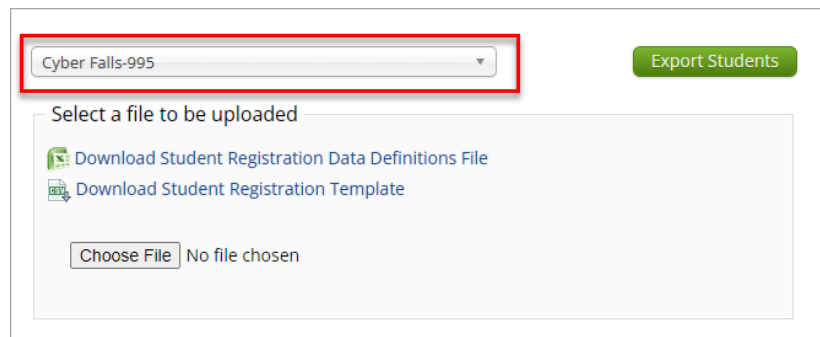 Cyber Falls-995
Export Students
Select a file to be uploaded
Download Student Registration Data Definitions File
Download Student Registration Template
Choose File No file chosen